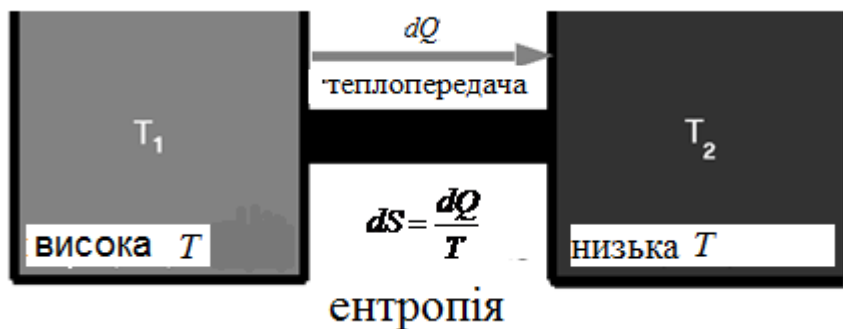 dQ
теплопередача
T₁
T₂
dS = dQ/T
висока T
низька T
ентропія